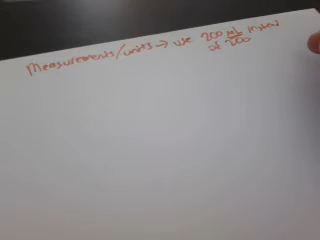 Measurements/units → use 200 ml instead
of 200